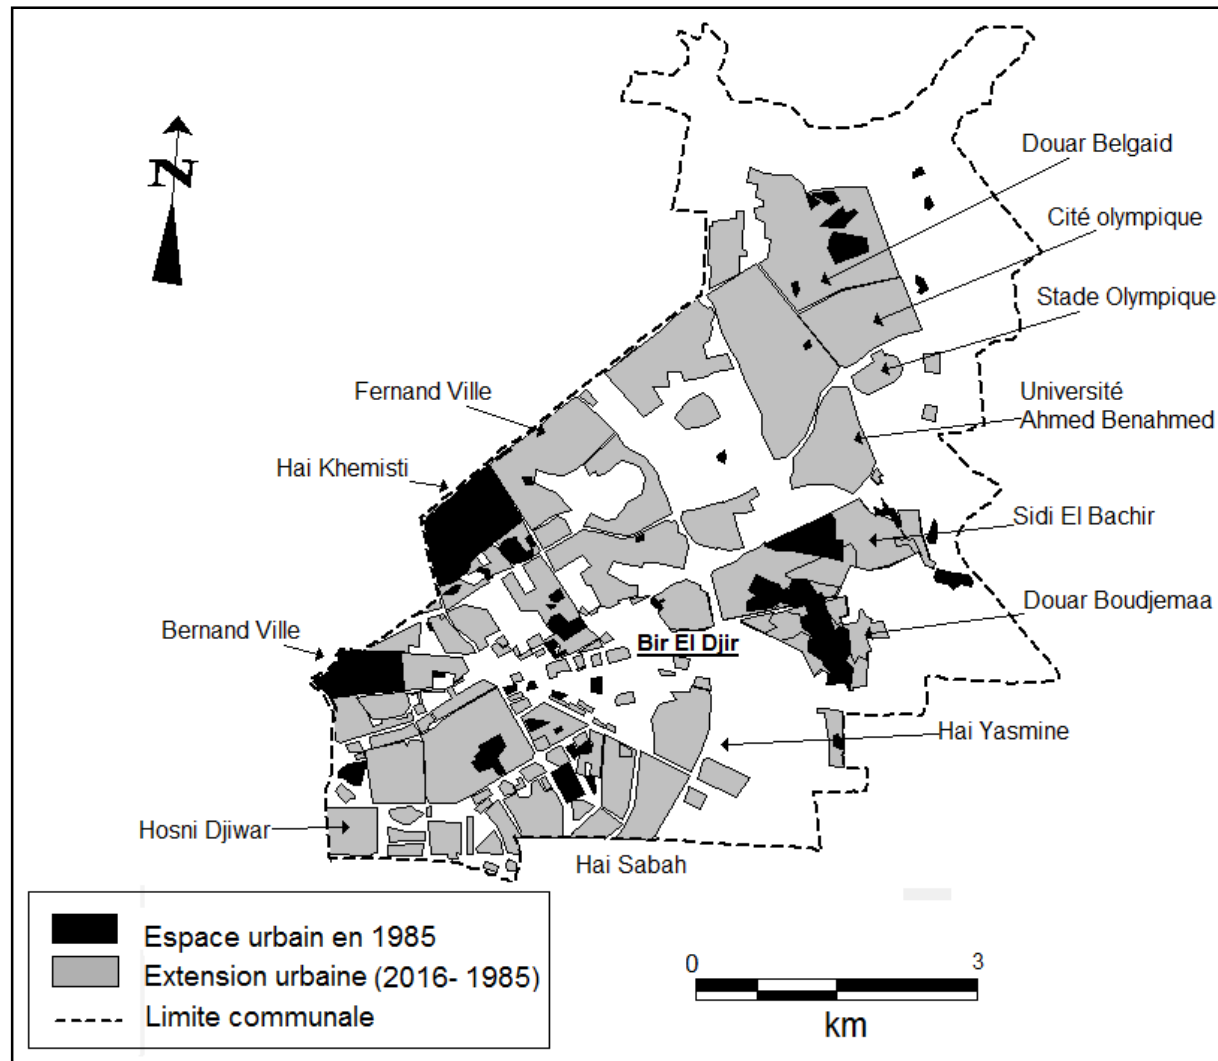 N
Douar Belgaid
Cité olympique
Stade Olympique
Fernand Ville
Université
Ahmed Benahmed
Hai Khemisti
Sidi El Bachir
Douar Boudjemaa
Bernand Ville
Bir El Djir
Hai Yasmine
Hosni Djiwar
Hai Sabah
Espace urbain en 1985
Extension urbaine (2016- 1985)
Limite communale
0 3
km